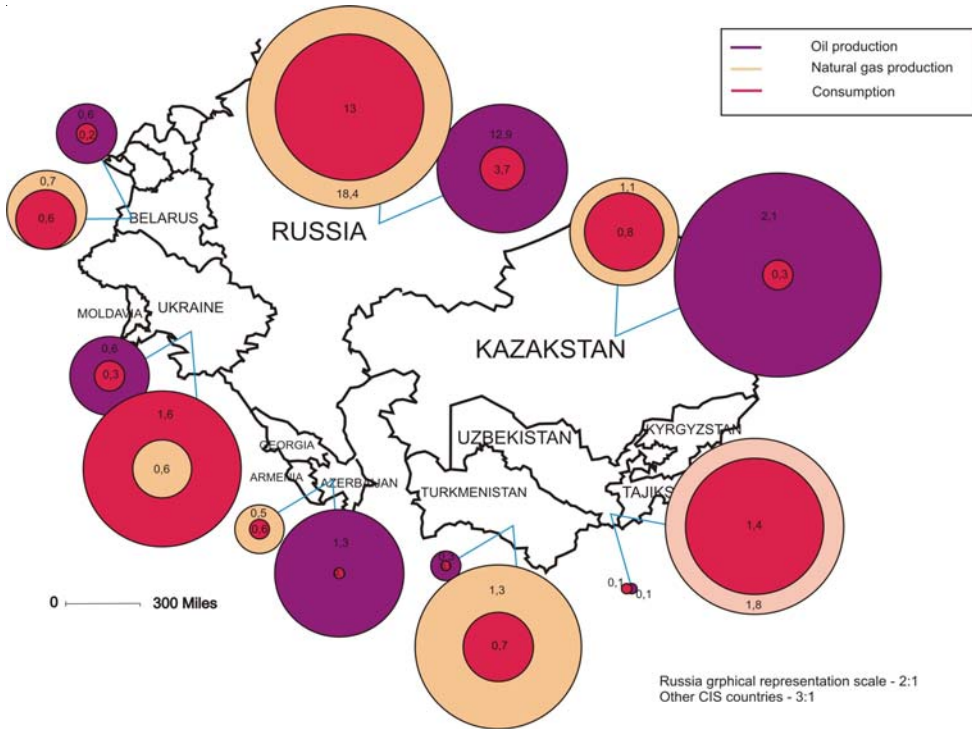 Oil production
Natural gas production
Consumption
0,6
0,2
13
18,4
12,9
3,7
0,7
0,6
BELARUS
RUSSIA
1,1
0,8
2,1
0,3
MOLDAVIA
UKRAINE
KAZAKSTAN
0,6
0,3
1,6
0,6
GEORGIA
ARMENIA
AZERBAIJAN
UZBEKISTAN
KYRGYZSTAN
TURKMENISTAN
TAJIKS
0,5
0,6
1,3
1,3
0,7
1,4
1,8
0,1
0,1
0
300 Miles
Russia grphical representation scale - 2:1
Other CIS countries - 3:1